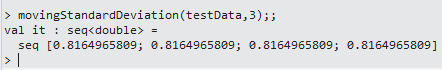 > movingStandardDeviation(testData,3);;
val it : seq<double> =
seq [0.8164965809; 0.8164965809; 0.8164965809; 0.8164965809]
>